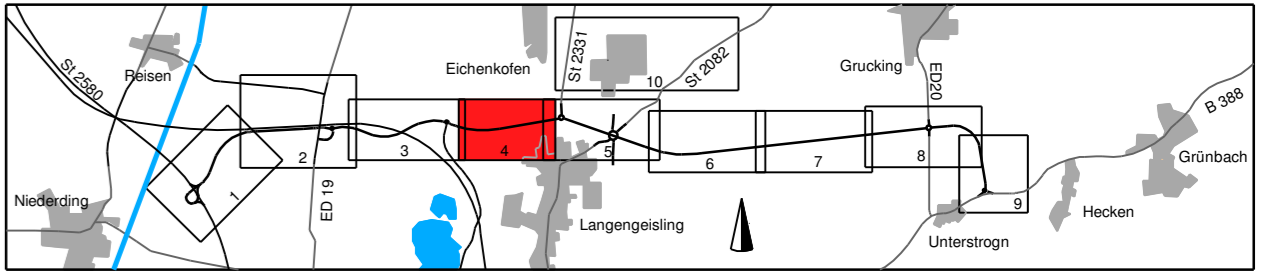 St 2580
Reisen
Niederding
1
2
ED 19
3
Eichenkofen
4
St 2331
10
St 2082
5
Langengeisling
6
7
Grucking
ED20
8
9
Unterstrogn
Hecken
B 388
Grünbach